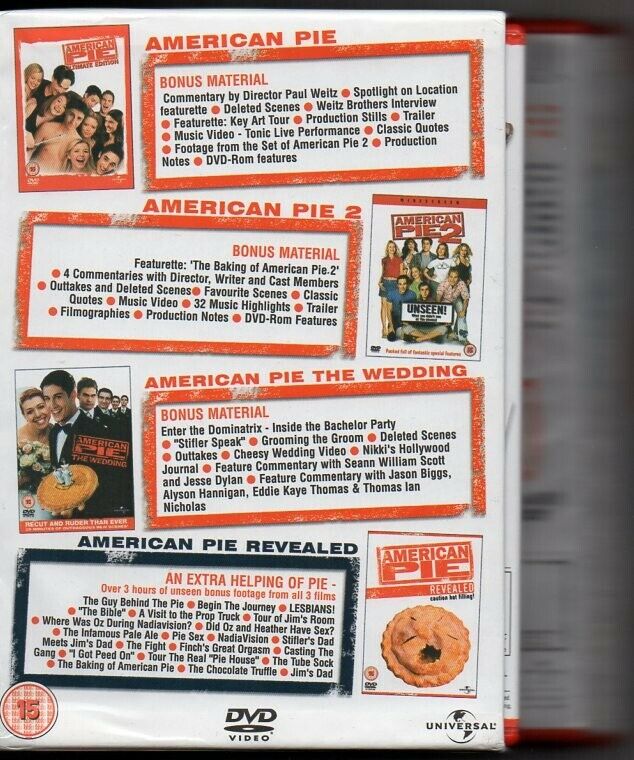 AMERICAN PIE
AMERICAN
PIE
ULTIMATE EDITION
BONUS MATERIAL
Commentary by Director Paul Weitz ● Spotlight on Location
featurette ● Deleted Scenes ● Weitz Brothers Interview
● Featurette: Key Art Tour ● Production Stills ● Trailer
● Music Video - Tonic Live Performance ● Classic Quotes
● Footage from the Set of American Pie 2 ● Production
Notes ● DVD-Rom features
15
AMERICAN PIE 2
BONUS MATERIAL
Featurette: 'The Baking of American Pie.2'
● 4 Commentaries with Director, Writer and Cast Members
● Outtakes and Deleted Scenes ● Favourite Scenes ● Classic
Quotes ● Music Video ● 32 Music Highlights ● Trailer
● Filmographies ● Production Notes ● DVD-Rom Features
WIDESCREEN
AMERICAN
PIE 2
UNSEEN!
Packed full of fantastic special features
15
AMERICAN PIE THE WEDDING
AMERICAN
PIE
THE WEDDING
15
DVD
RECUT AND RUDER THAN EVER
BONUS MATERIAL
Enter the Dominatrix - Inside the Bachelor Party
● "Stifler Speak" ● Grooming the Groom ● Deleted Scenes
● Outtakes ● Cheesy Wedding Video ● Nikki's Hollywood
Journal ● Feature Commentary with Seann William Scott
and Jesse Dylan ● Feature Commentary with Jason Biggs,
Alyson Hannigan, Eddie Kaye Thomas & Thomas Ian
Nicholas
AMERICAN PIE REVEALED
AN EXTRA HELPING OF PIE -
Over 3 hours of unseen bonus footage from all 3 films
The Guy Behind The Pie ● Begin The Journey ● LESBIANS!
● "The Bible" ● A Visit to the Prop Truck ● Tour of Jim's Room
● Where Was Oz During Nadiavision? ● Did Oz and Heather Have Sex?
● The Infamous Pale Ale ● Pie Sex ● NadiaVision ● Stifler's Dad
Meets Jim's Dad ● The Fight ● Finch's Great Orgasm ● Casting The
Gang ● "I Got Peed On" ● Tour The Real "Pie House" ● The Tube Sock
● The Baking of American Pie ● The Chocolate Truffle ● Jim's Dad
AMERICAN
PIE
REVEALED
caution hot filling!
15
15
DVD
VIDEO
UNIVERSAL